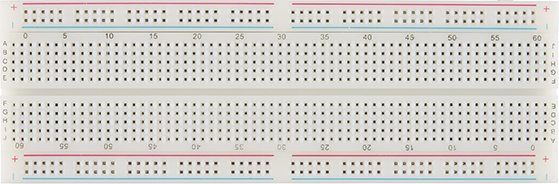 + +
− −
0 5 10 15 20 25 30 35 40 45 50 55 60
A J
B I
C H
D G
E F
F E
G D
H C
I B
J A
60 55 50 45 40 35 30 25 20 15 10 5 0
+ +
− −